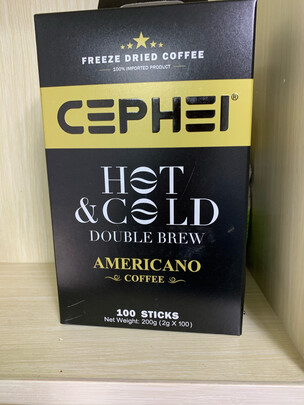 FREEZE DRIED COFFEE
100% IMPORTED PRODUCT
CEPHEI®
HOT
& COLD
DOUBLE BREW
AMERICANO
COFFEE
100 STICKS
Net Weight: 200g (2g X 100)